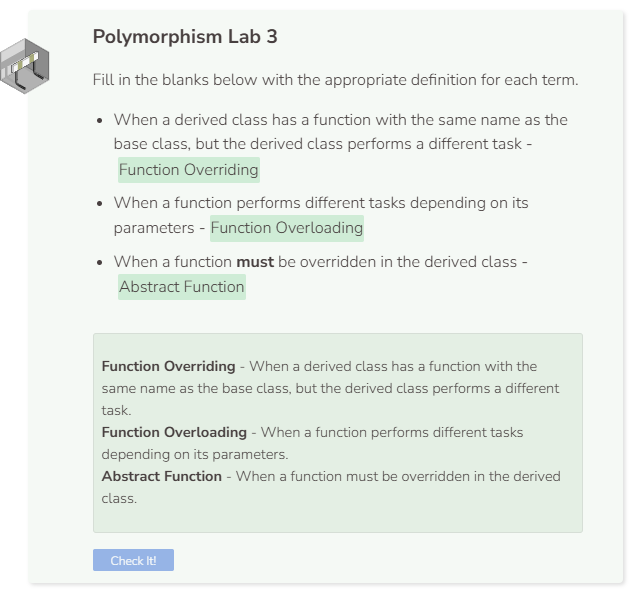 Polymorphism Lab 3
Fill in the blanks below with the appropriate definition for each term.
• When a derived class has a function with the same name as the
base class, but the derived class performs a different task -
Function Overriding
• When a function performs different tasks depending on its
parameters - Function Overloading
• When a function must be overridden in the derived class -
Abstract Function
Function Overriding - When a derived class has a function with the
same name as the base class, but the derived class performs a different
task.
Function Overloading - When a function performs different tasks
depending on its parameters.
Abstract Function - When a function must be overridden in the derived
class.
Check It!